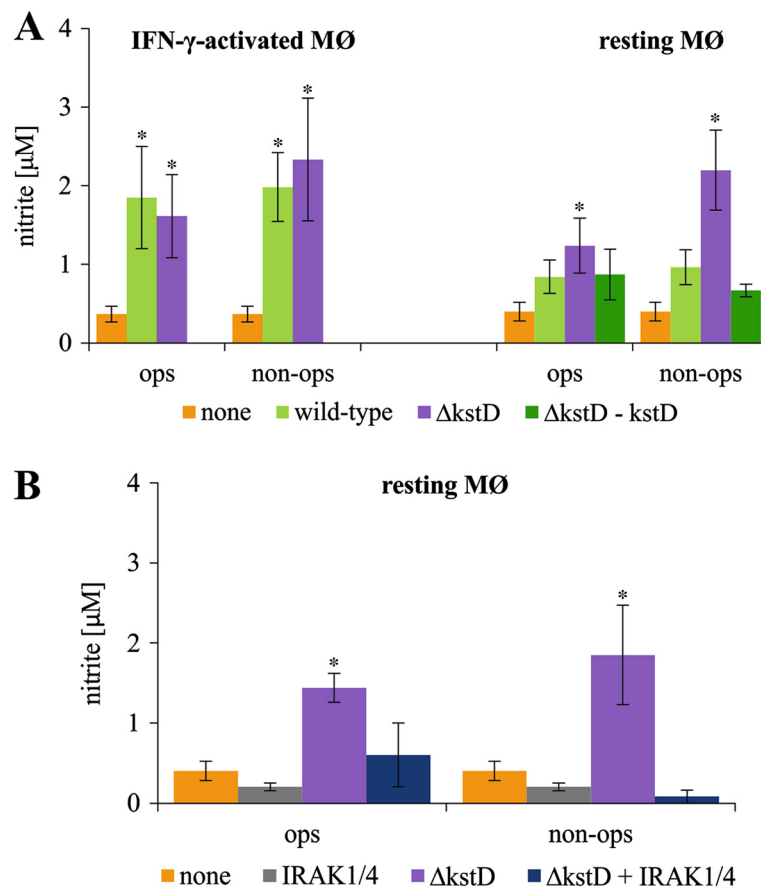 A
IFN-γ-activated MØ
resting MØ
nitrite [µM]
4
3
2
1
0
* * * * * *
ops non-ops ops non-ops
none wild-type ΔkstD ΔkstD - kstD
B
resting MØ
nitrite [µM]
4
3
2
1
0
* *
ops non-ops
none IRAK1/4 ΔkstD ΔkstD + IRAK1/4